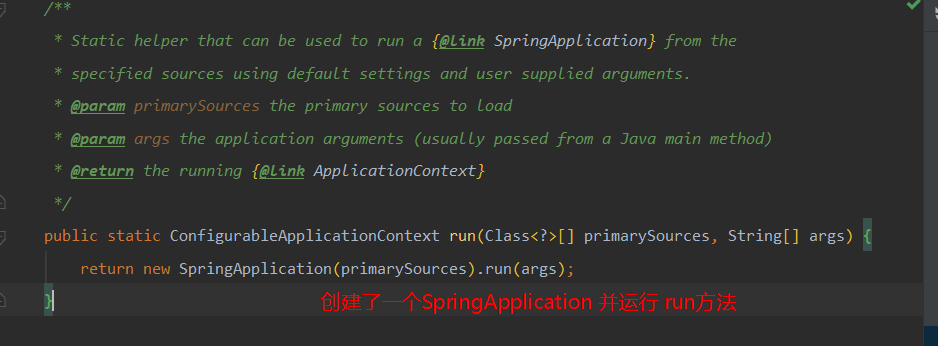 /**
* Static helper that can be used to run a {@link SpringApplication} from the
* specified sources using default settings and user supplied arguments.
* @param primarySources the primary sources to load
* @param args the application arguments (usually passed from a Java main method)
* @return the running {@link ApplicationContext}
*/
public static ConfigurableApplicationContext run(Class<?>[] primarySources, String[] args) {
return new SpringApplication(primarySources).run(args);
}
创建了一个SpringApplication 并运行 run方法